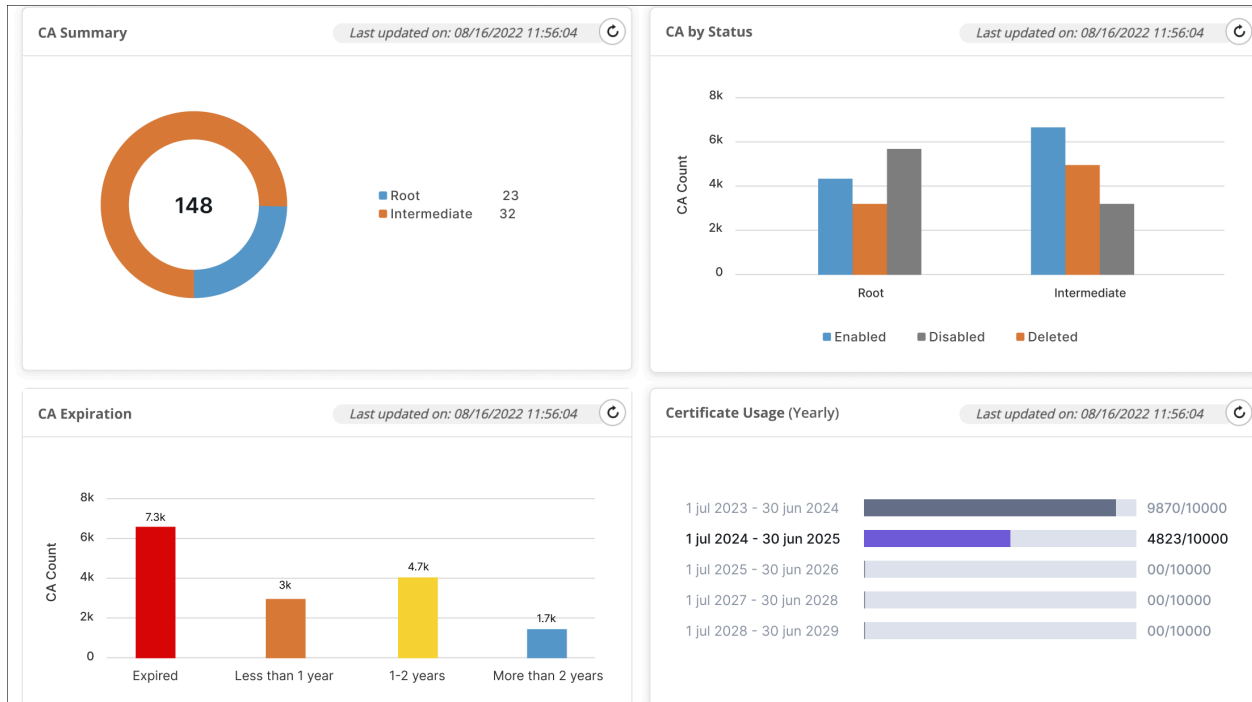 CA Summary
Last updated on: 08/16/2022 11:56:04
148
Root 23
Intermediate 32
CA by Status
Last updated on: 08/16/2022 11:56:04
CA Count
8k
6k
4k
2k
0
Root Intermediate
Enabled Disabled Deleted
CA Expiration
Last updated on: 08/16/2022 11:56:04
CA Count
8k
6k
4k
2k
0
7.3k
3k
4.7k
1.7k
Expired Less than 1 year 1-2 years More than 2 years
Certificate Usage (Yearly)
Last updated on: 08/16/2022 11:56:04
1 jul 2023 - 30 jun 2024 9870/10000
1 jul 2024 - 30 jun 2025 4823/10000
1 jul 2025 - 30 jun 2026 00/10000
1 jul 2027 - 30 jun 2028 00/10000
1 jul 2028 - 30 jun 2029 00/10000